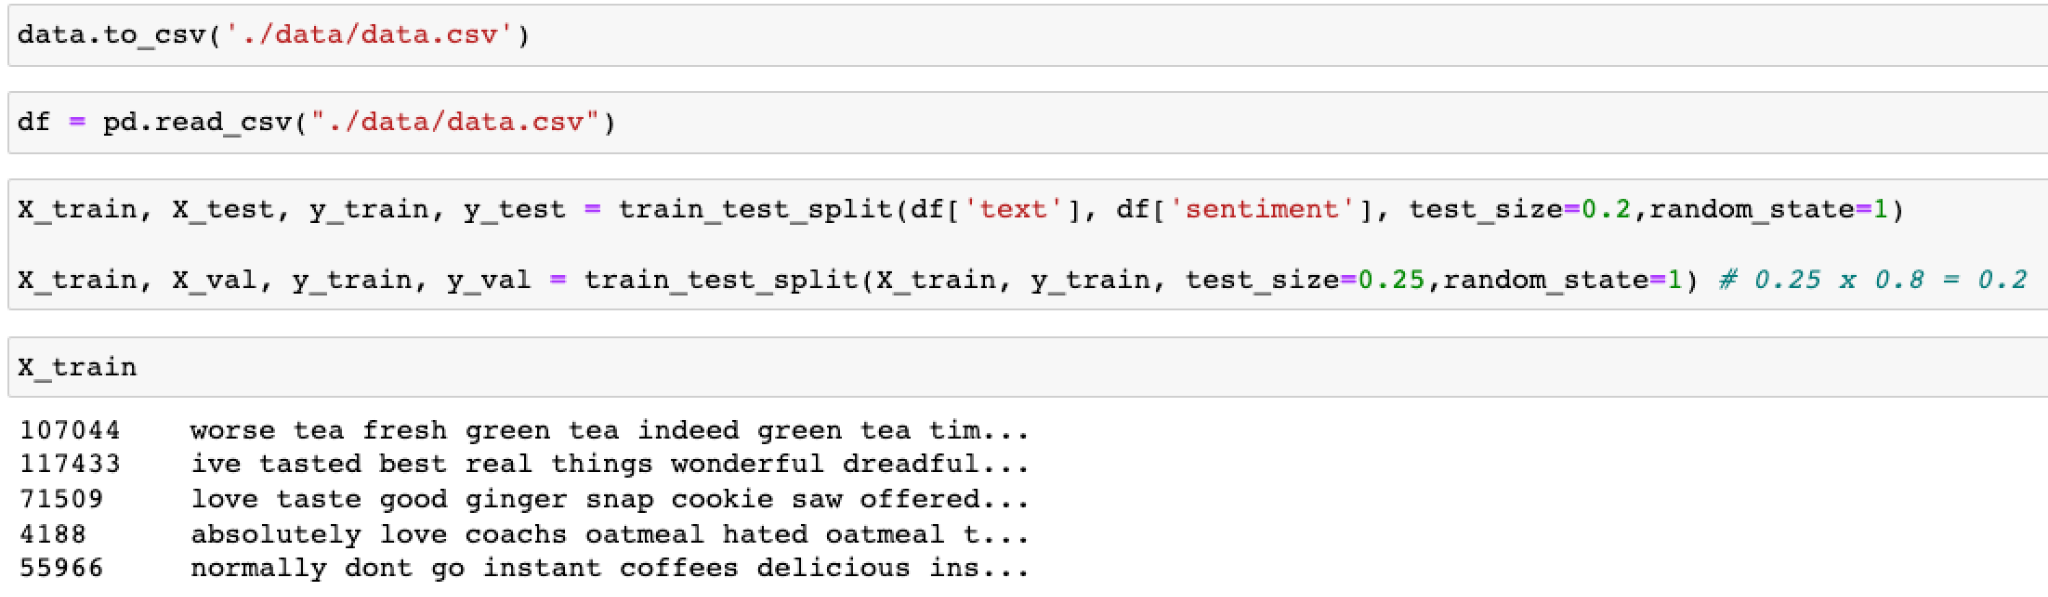 data.to_csv('./data/data.csv')
df = pd.read_csv("./data/data.csv")
X_train, X_test, y_train, y_test = train_test_split(df['text'], df['sentiment'], test_size=0.2,random_state=1)
X_train, X_val, y_train, y_val = train_test_split(X_train, y_train, test_size=0.25,random_state=1) # 0.25 x 0.8 = 0.2
X_train
107044 worse tea fresh green tea indeed green tea tim...
117433 ive tasted best real things wonderful dreadful...
71509 love taste good ginger snap cookie saw offered...
4188 absolutely love coachs oatmeal hated oatmeal t...
55966 normally dont go instant coffees delicious ins...